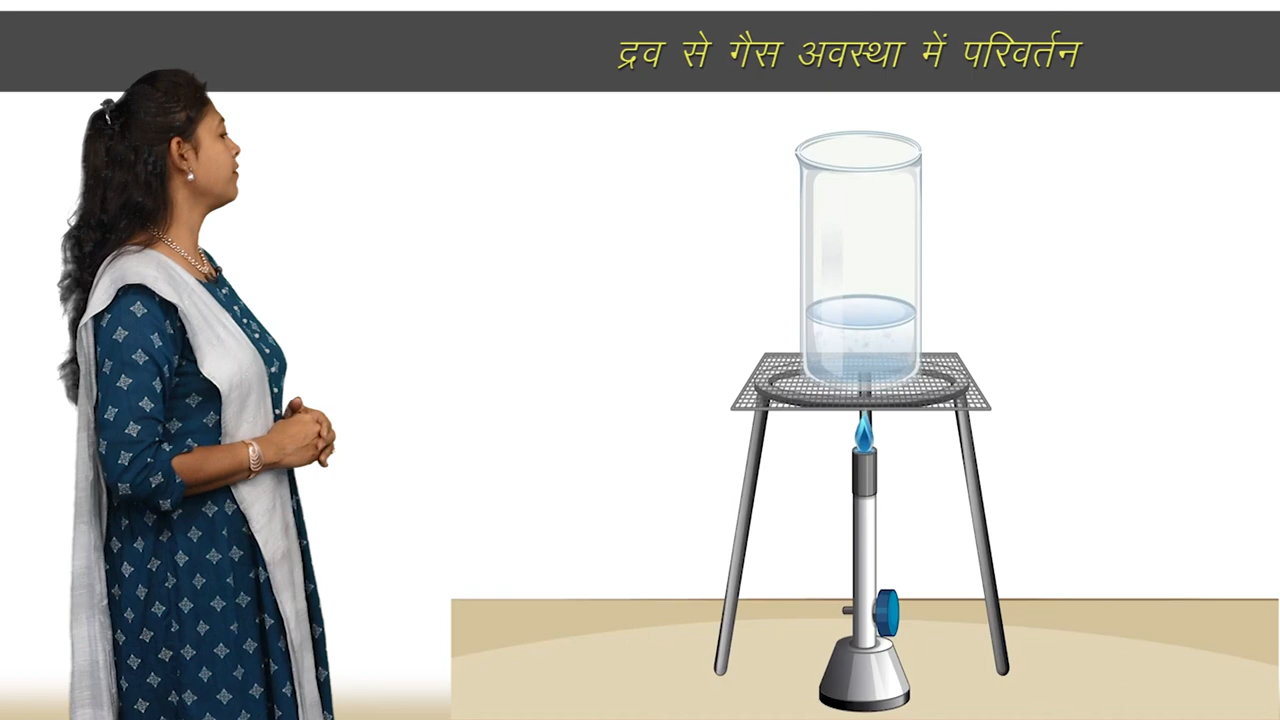 द्रव से गैस अवस्था में परिवर्तन